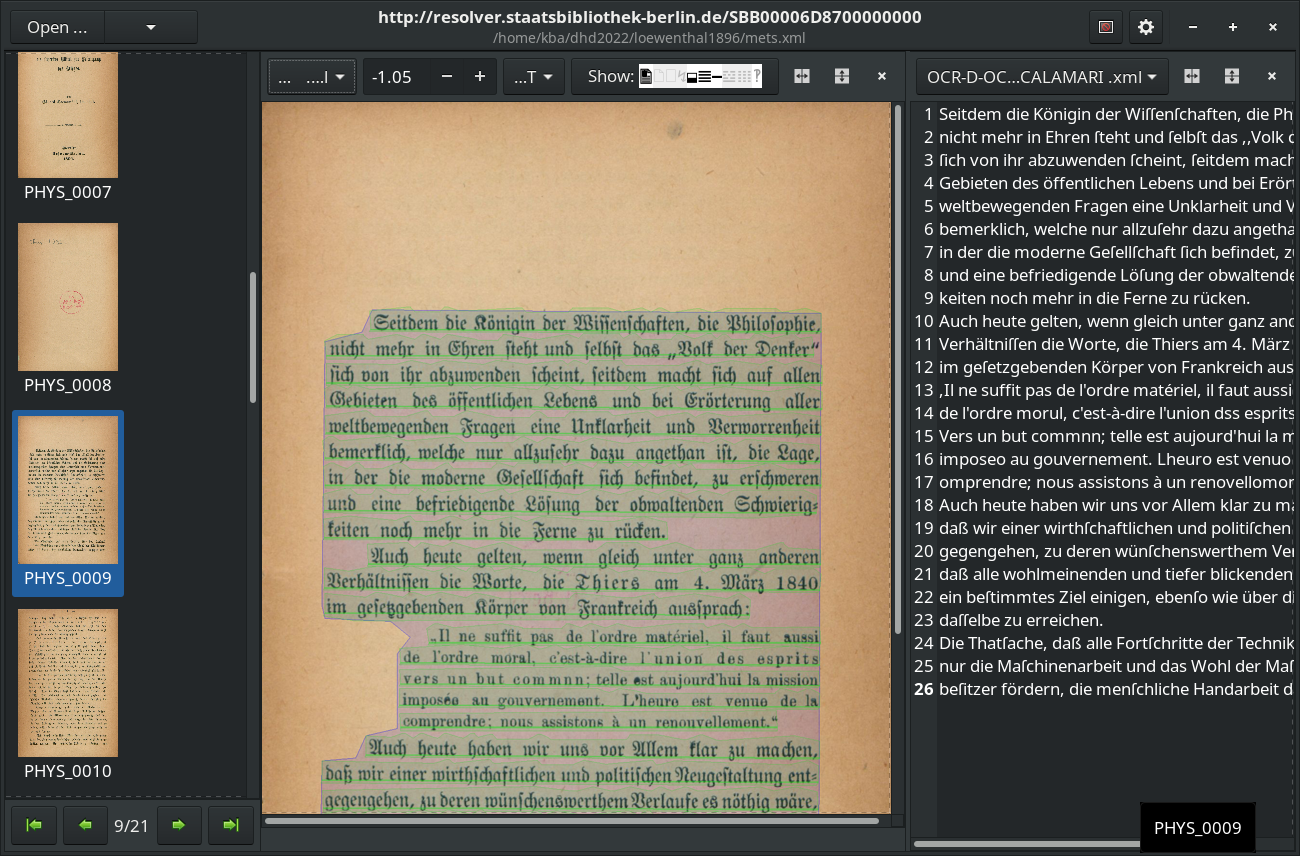 Open ...
http://resolver.staatsbibliothek-berlin.de/SBB00006D8700000000
/home/kba/dhd2022/loewenthal1896/mets.xml
PHYS_0007
PHYS_0008
PHYS_0009
PHYS_0010
9/21
... ....l
-1.05
...T
Show:
Seitdem die Königin der Wiſſenſchaften, die Philoſophie,
nicht mehr in Ehren ſteht und ſelbſt das „Volk der Denker“
ſich von ihr abzuwenden ſcheint, ſeitdem macht ſich auf allen
Gebieten des öffentlichen Lebens und bei Erörterung aller
weltbewegenden Fragen eine Unklarheit und Verworrenheit
bemerklich, welche nur allzuſehr dazu angethan iſt, die Lage,
in der die moderne Geſellſchaft ſich befindet, zu erſchweren
und eine befriedigende Löſung der obwaltenden Schwierig⸗
keiten noch mehr in die Ferne zu rücken.
Auch heute gelten, wenn gleich unter ganz anderen
Verhältniſſen die Worte, die Thiers am 4. März 1840
im geſetzgebenden Körper von Frankreich ausſprach:
„Il ne suffit pas de l'ordre matériel, il faut aussi
de l'ordre moral, c'est-à-dire l'union des esprits
vers un but commnn; telle est aujourd'hui la mission
imposée au gouvernement. L'heure est venue de la
comprendre; nous assistons à un renouvellement.“
Auch heute haben wir uns vor Allem klar zu machen,
daß wir einer wirthſchaftlichen und politiſchen Neugeſtaltung ent⸗
gegengehen, zu deren wünſchenswerthem Verlaufe es nöthig wäre,
OCR-D-OC...CALAMARI .xml
1 Seitdem die Königin der Wiſſenſchaften, die Ph
2 nicht mehr in Ehren ſteht und ſelbſt das ,,Volk d
3 ſich von ihr abzuwenden ſcheint, ſeitdem mach
4 Gebieten des öffentlichen Lebens und bei Erört
5 weltbewegenden Fragen eine Unklarheit und V
6 bemerklich, welche nur allzuſehr dazu angetha
7 in der die moderne Geſellſchaft ſich befindet, zu
8 und eine befriedigende Löſung der obwaltende
9 keiten noch mehr in die Ferne zu rücken.
10 Auch heute gelten, wenn gleich unter ganz and
11 Verhältniſſen die Worte, die Thiers am 4. März
12 im geſetzgebenden Körper von Frankreich aus
13 ,Il ne suffit pas de l'ordre matériel, il faut aussi
14 de l'ordre morul, c'est-à-dire l'union dss esprits
15 Vers un but commnn; telle est aujourd'hui la m
16 imposeo au gouvernement. Lheuro est venuo
17 omprendre; nous assistons à un renovellomor
18 Auch heute haben wir uns vor Allem klar zu ma
19 daß wir einer wirthſchaftlichen und politiſchen
20 gegengehen, zu deren wünſchenswerthem Ver
21 daß alle wohlmeinenden und tiefer blickenden
22 ein beſtimmtes Ziel einigen, ebenſo wie über di
23 daſſelbe zu erreichen.
24 Die Thatſache, daß alle Fortſchritte der Technik
25 nur die Maſchinenarbeit und das Wohl der Maſ
26 beſitzer fördern, die menſchliche Handarbeit d
PHYS_0009